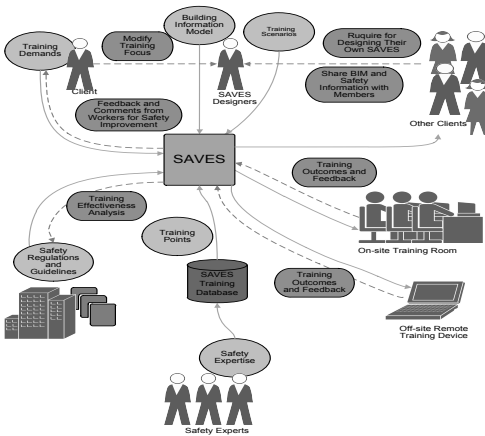 Building
Information
Model
Training
Scenarios
Modify
Training
Focus
Ruquire for
Designing Their
Own SAVES
Training
Demands
Client
SAVES
Designers
Share BIM and
Safety
Information with
Members
Feedback and
Comments from
Workers for Safety
Improvement
Other Clients
SAVES
Training
Outcomes
and Feedback
Training
Effectiveness
Analysis
Training
Points
On-site Training Room
Safety
Regulations
and
Guidelines
SAVES
Training
Database
Training
Outcomes
and Feedback
Off-site Remote
Training Device
Safety
Expertise
Safety Experts